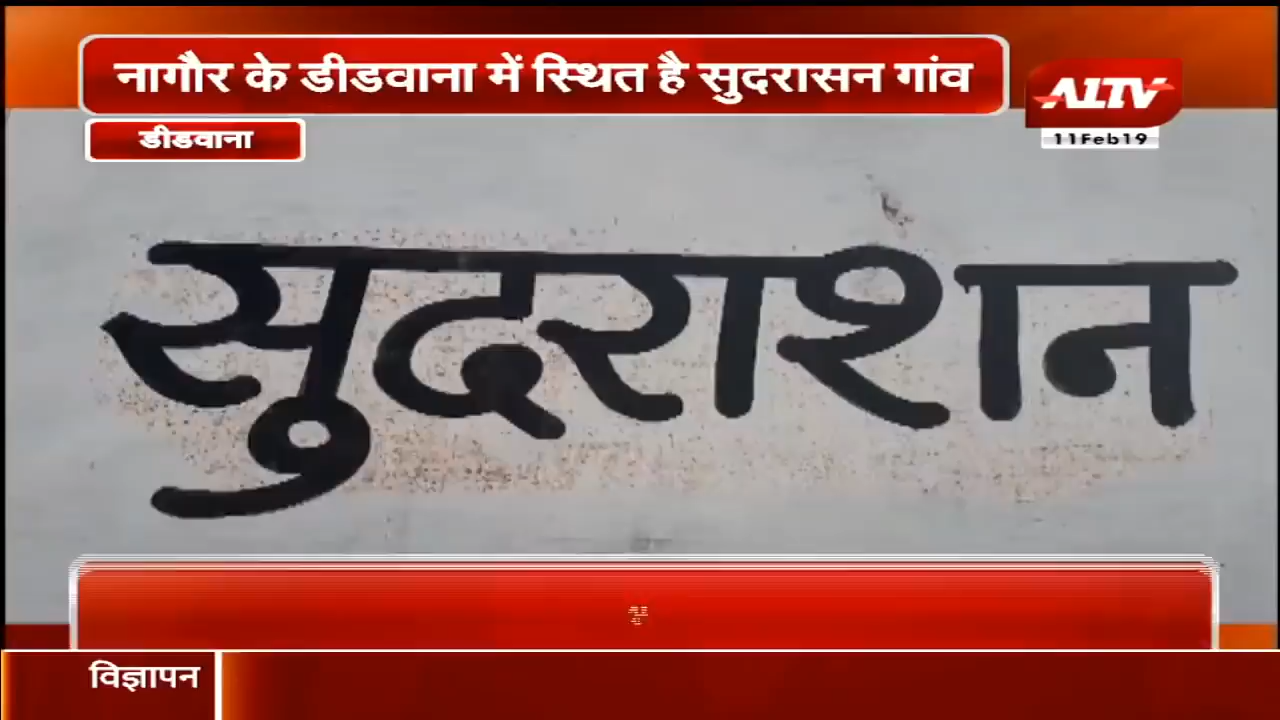 नागौर के डीडवाना में स्थित है सुदरासन गांव
ALTV
11Feb19
डीडवाना
सुदराशन
विज्ञापन